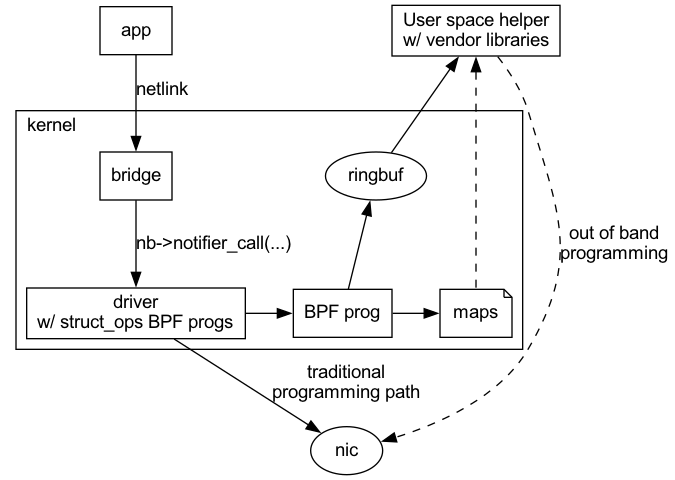 app
User space helper
w/ vendor libraries
netlink
kernel
bridge
ringbuf
nb->notifier_call(...)
out of band
programming
driver
w/ struct_ops BPF progs
BPF prog
maps
traditional
programming path
nic